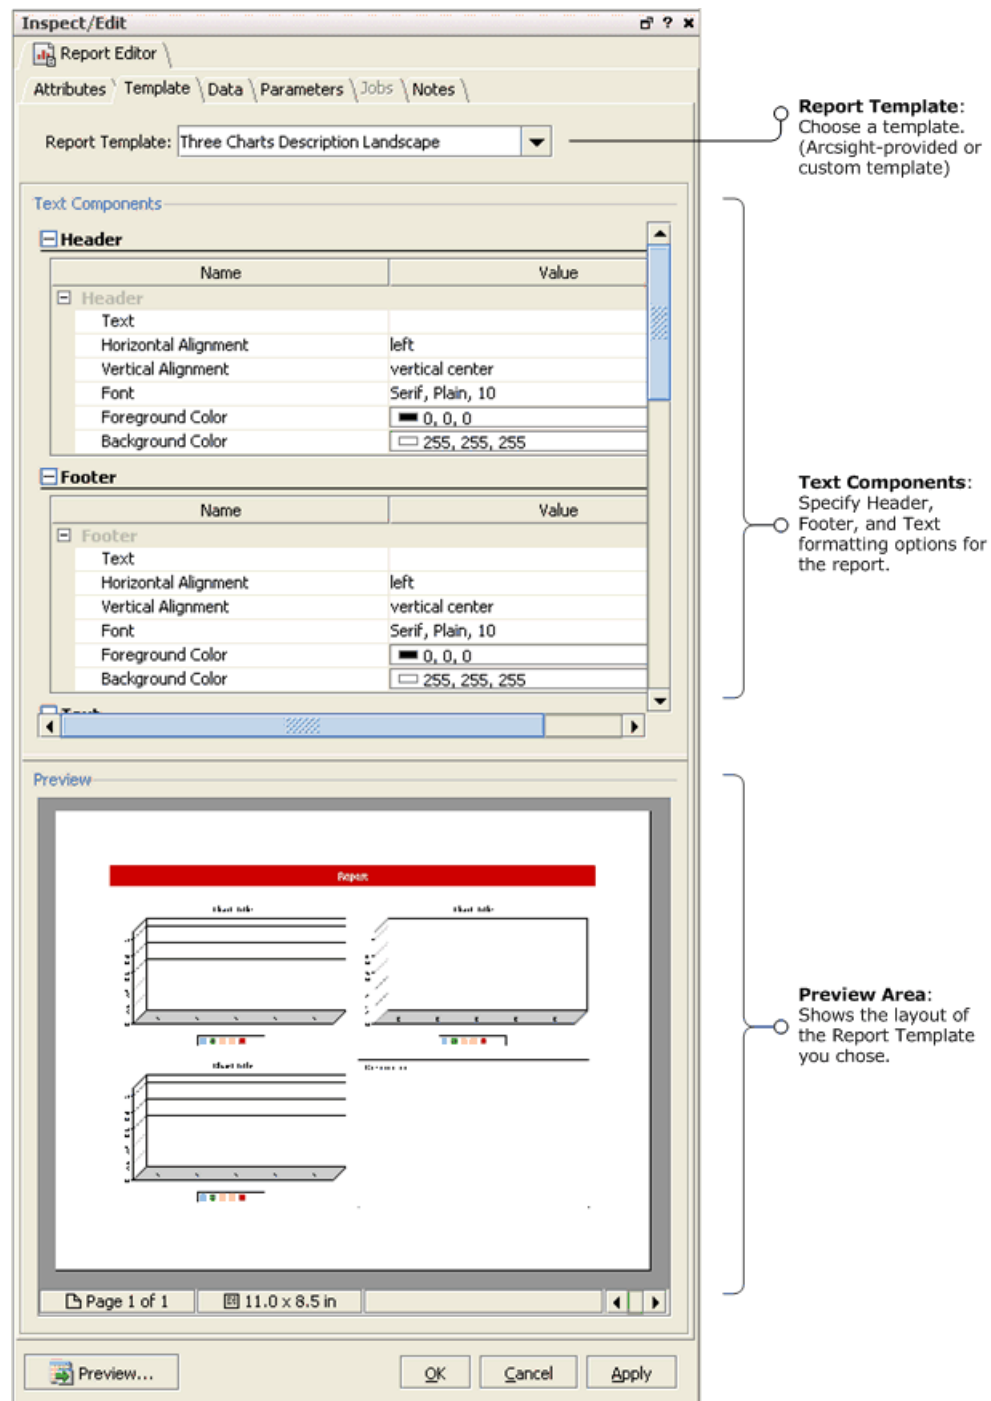 Inspect/Edit
Report Editor
Attributes Template Data Parameters Jobs Notes
Report Template: Three Charts Description Landscape
Report Template:
Choose a template.
(Arcsight-provided or
custom template)
Text Components
Header
Name Value
Header
Text
Horizontal Alignment left
Vertical Alignment vertical center
Font Serif, Plain, 10
Foreground Color 0, 0, 0
Background Color 255, 255, 255
Footer
Name Value
Footer
Text
Horizontal Alignment left
Vertical Alignment vertical center
Font Serif, Plain, 10
Foreground Color 0, 0, 0
Background Color 255, 255, 255
Text Components:
Specify Header,
Footer, and Text
formatting options for
the report.
Preview
Report
Chart Title Chart Title
Chart Title
Preview Area:
Shows the layout of
the Report Template
you chose.
Page 1 of 1 11.0 x 8.5 in
Preview... OK Cancel Apply